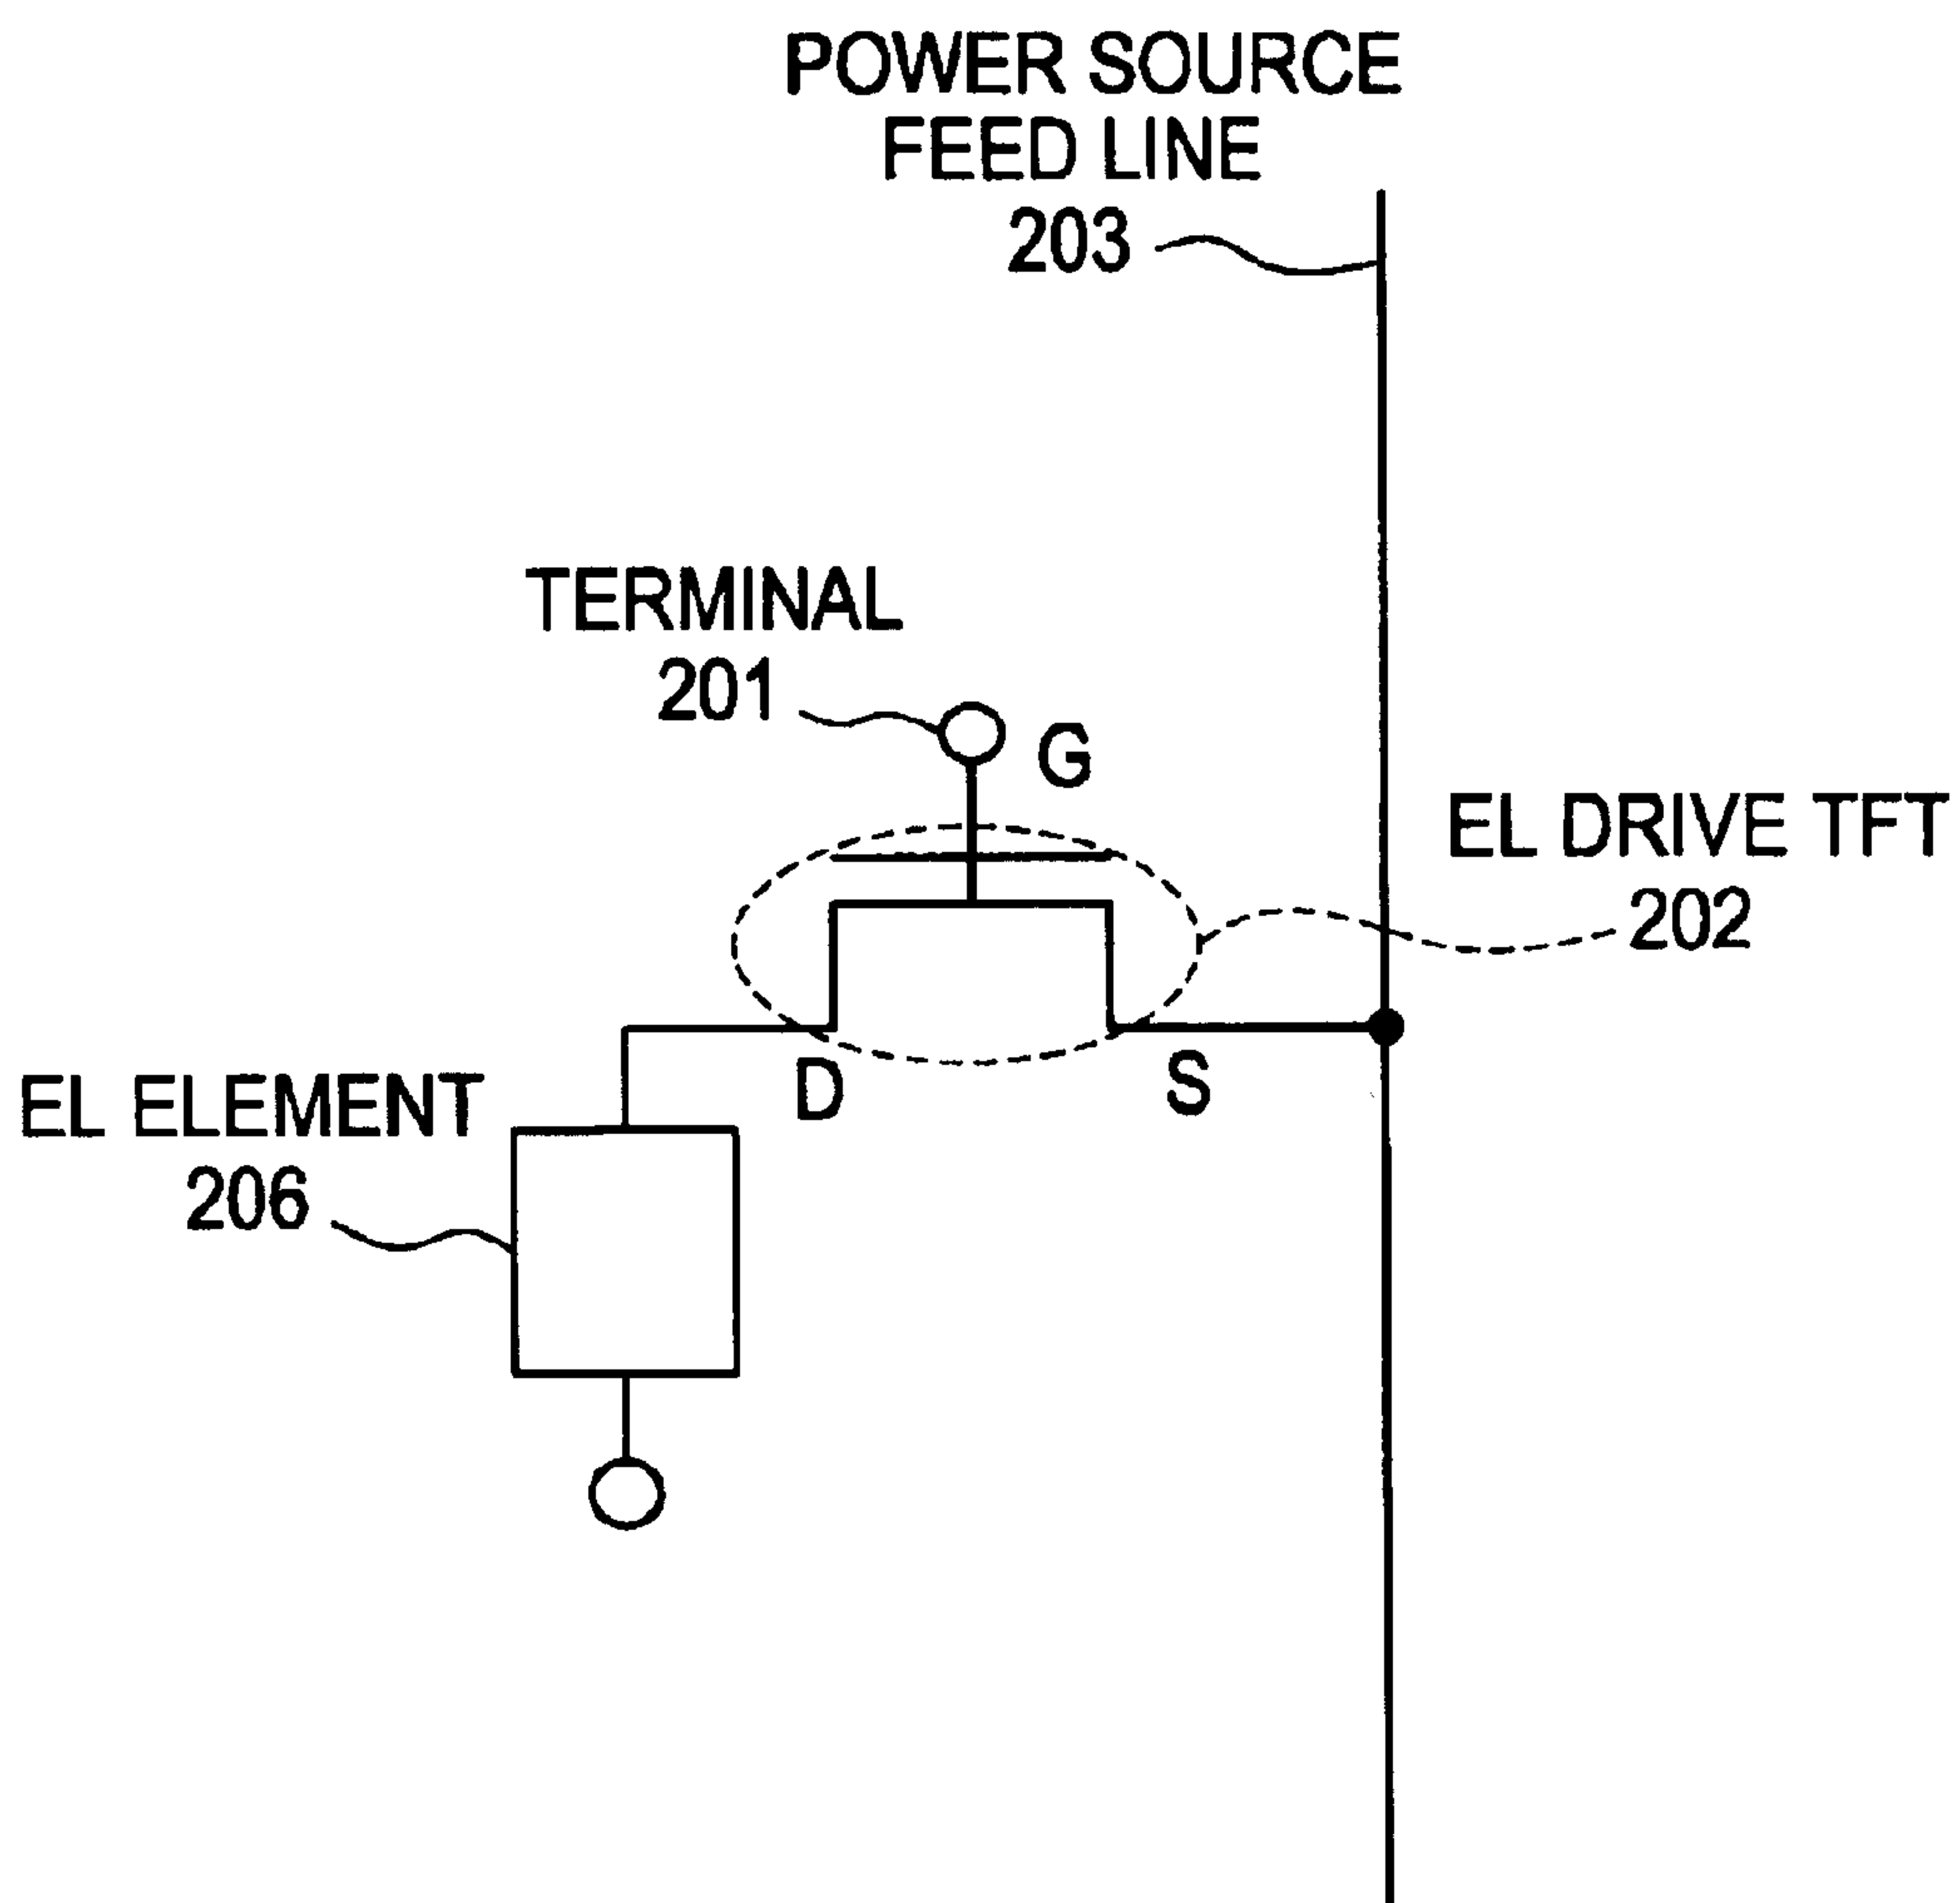 POWER SOURCE
FEED LINE
203
TERMINAL
201
G
EL DRIVE TFT
202
D
S
EL ELEMENT
206